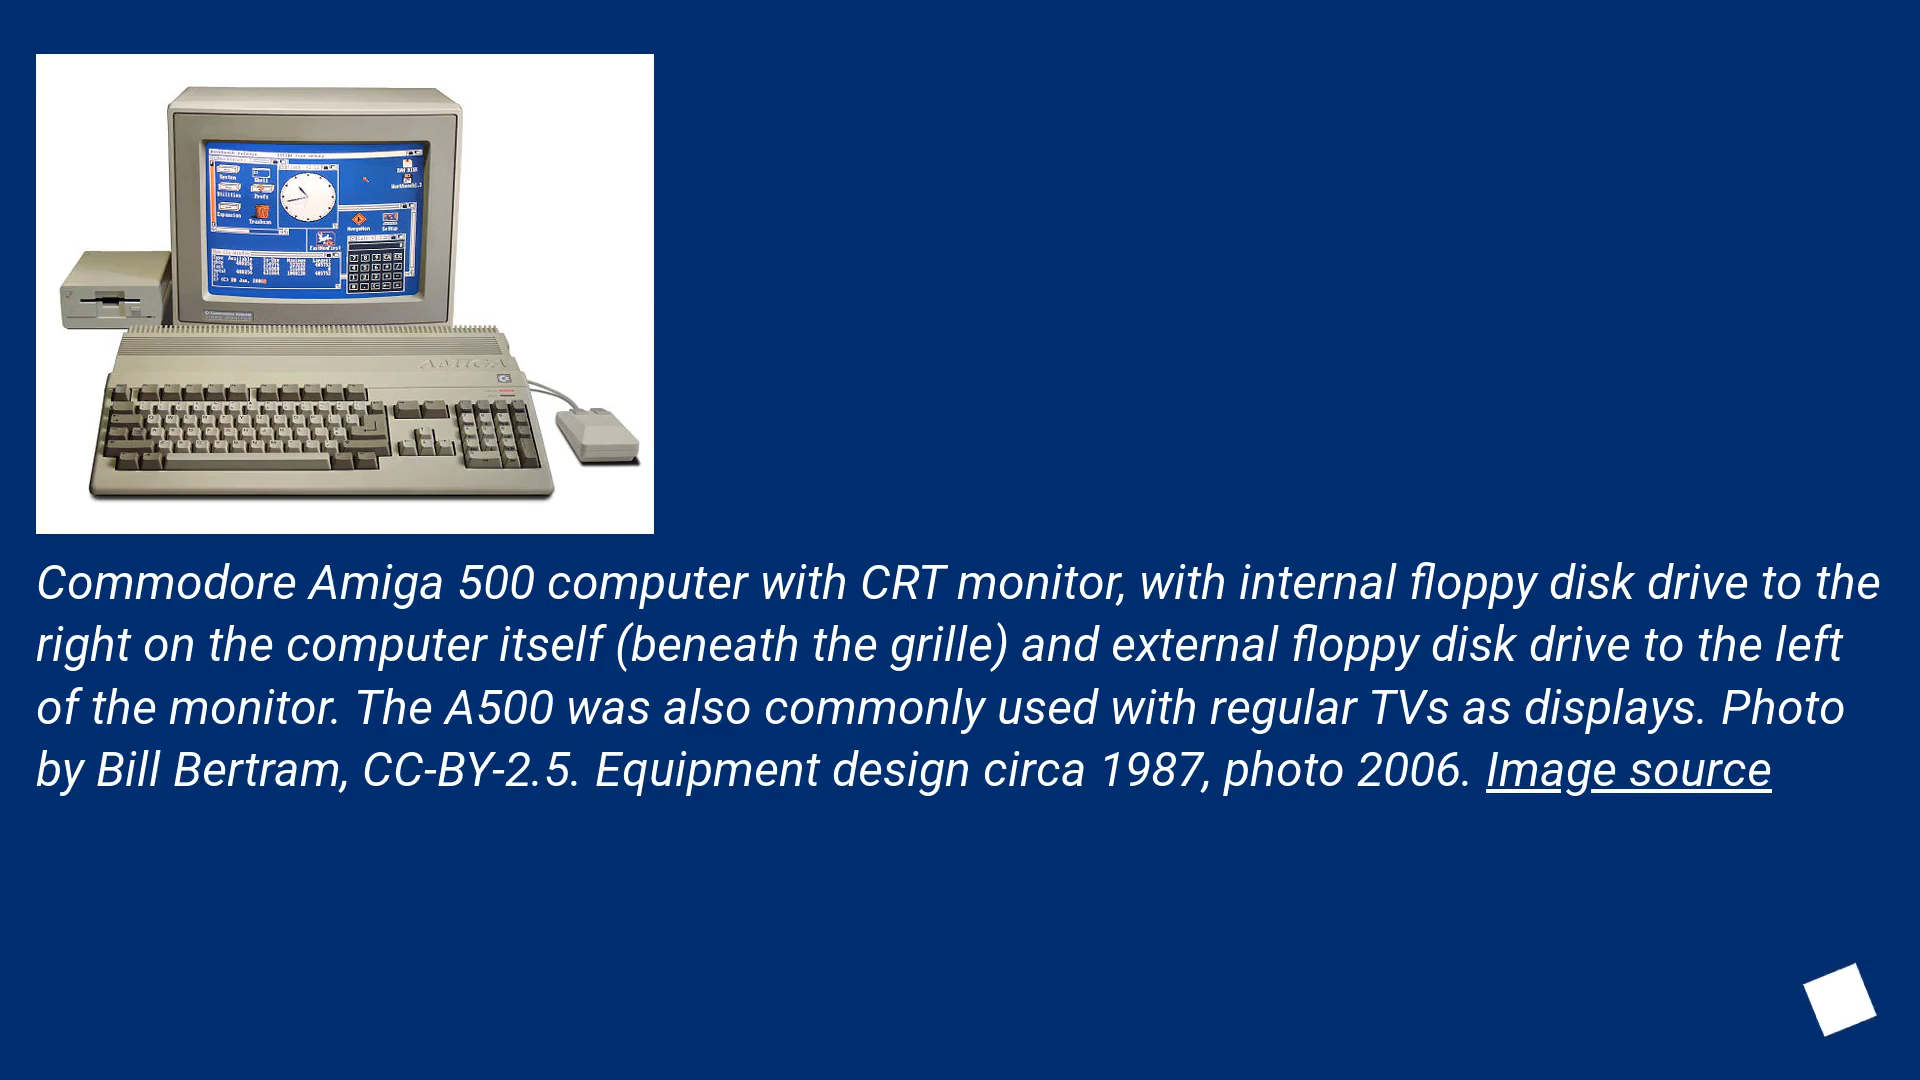 AMIGA
Commodore Amiga 500 computer with CRT monitor, with internal floppy disk drive to the
right on the computer itself (beneath the grille) and external floppy disk drive to the left
of the monitor. The A500 was also commonly used with regular TVs as displays. Photo
by Bill Bertram, CC-BY-2.5. Equipment design circa 1987, photo 2006. Image source